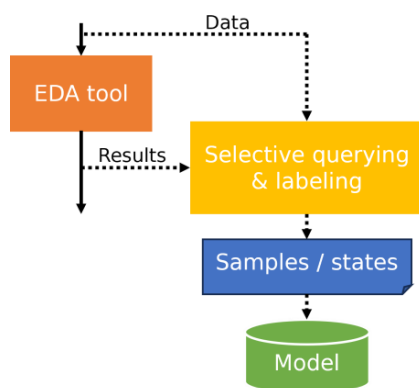 Data
EDA tool
Results
Selective querying
& labeling
Samples / states
Model